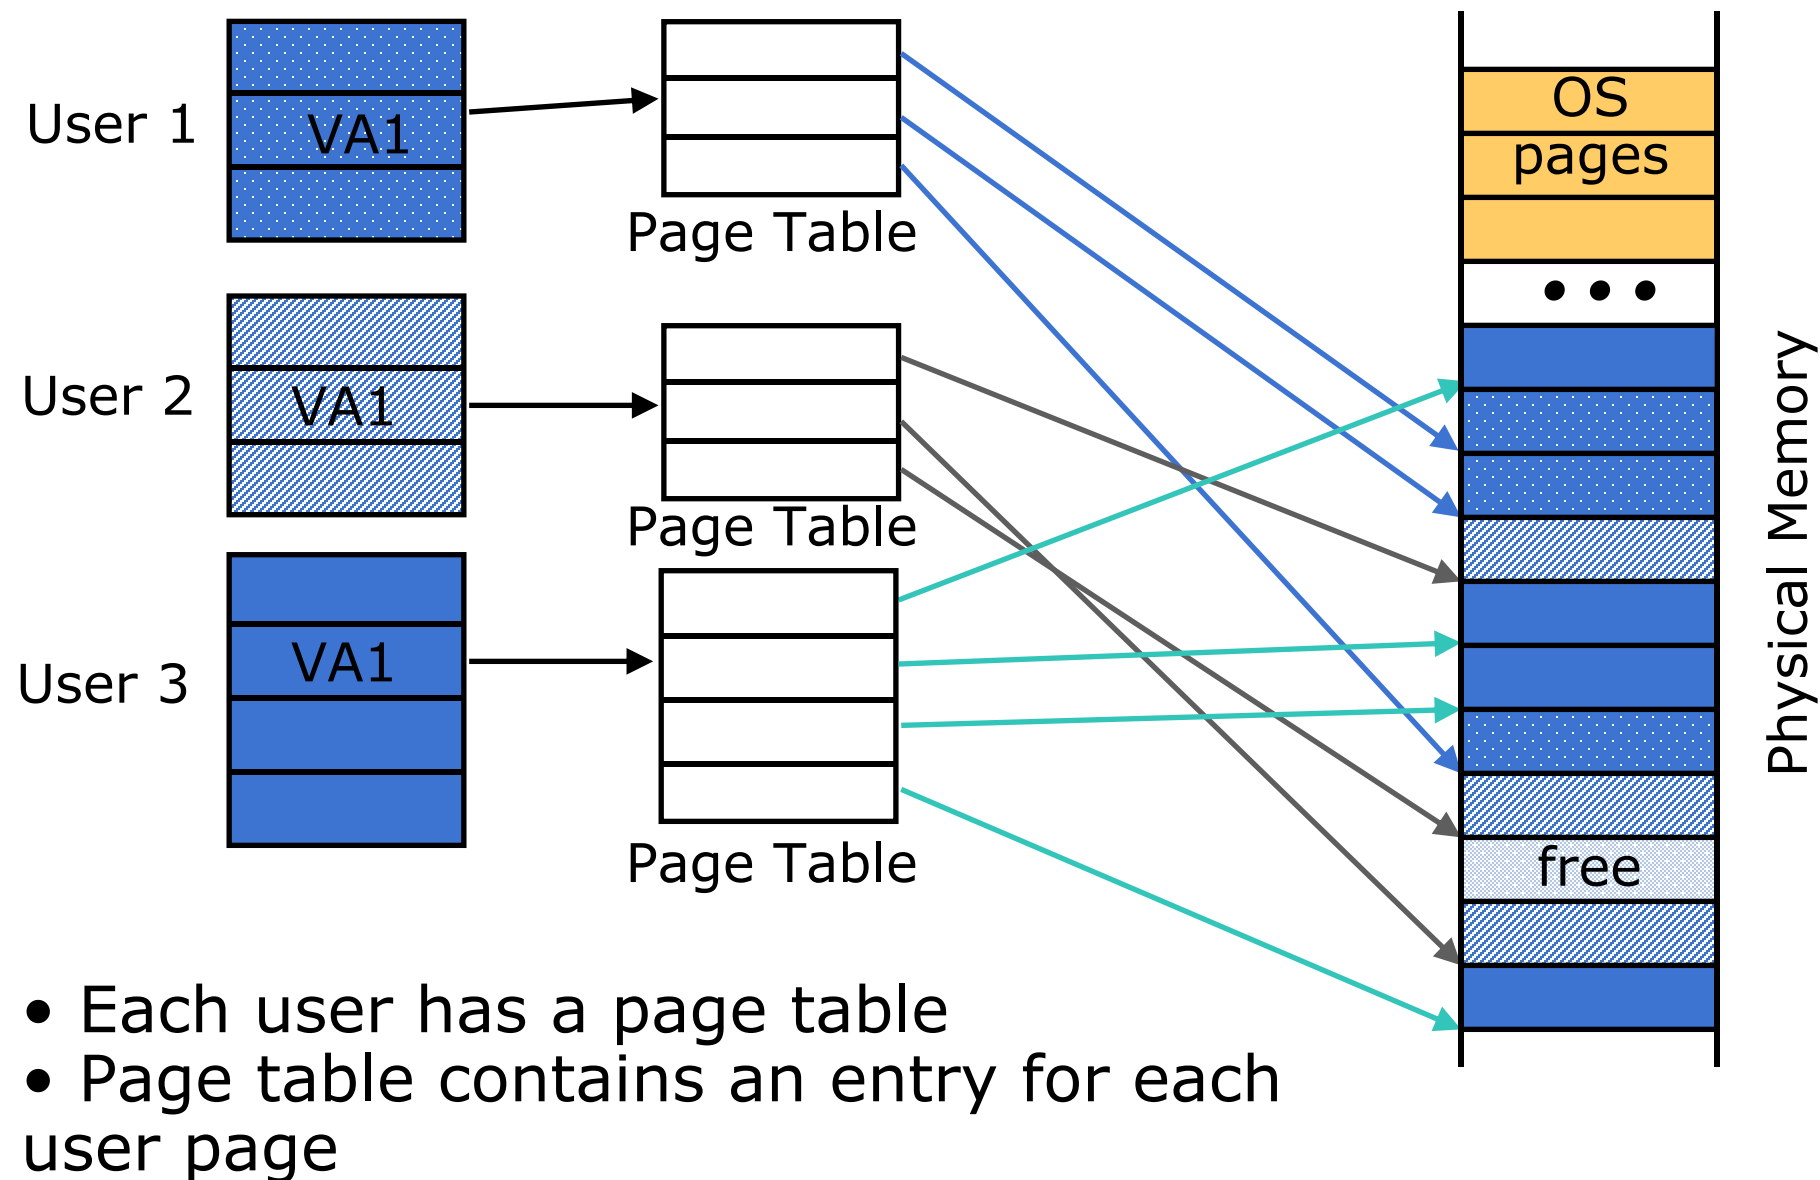 User 1
VA1
Page Table
User 2
VA1
Page Table
User 3
VA1
Page Table
OS
pages
• • •
free
Physical Memory
• Each user has a page table
• Page table contains an entry for each
user page